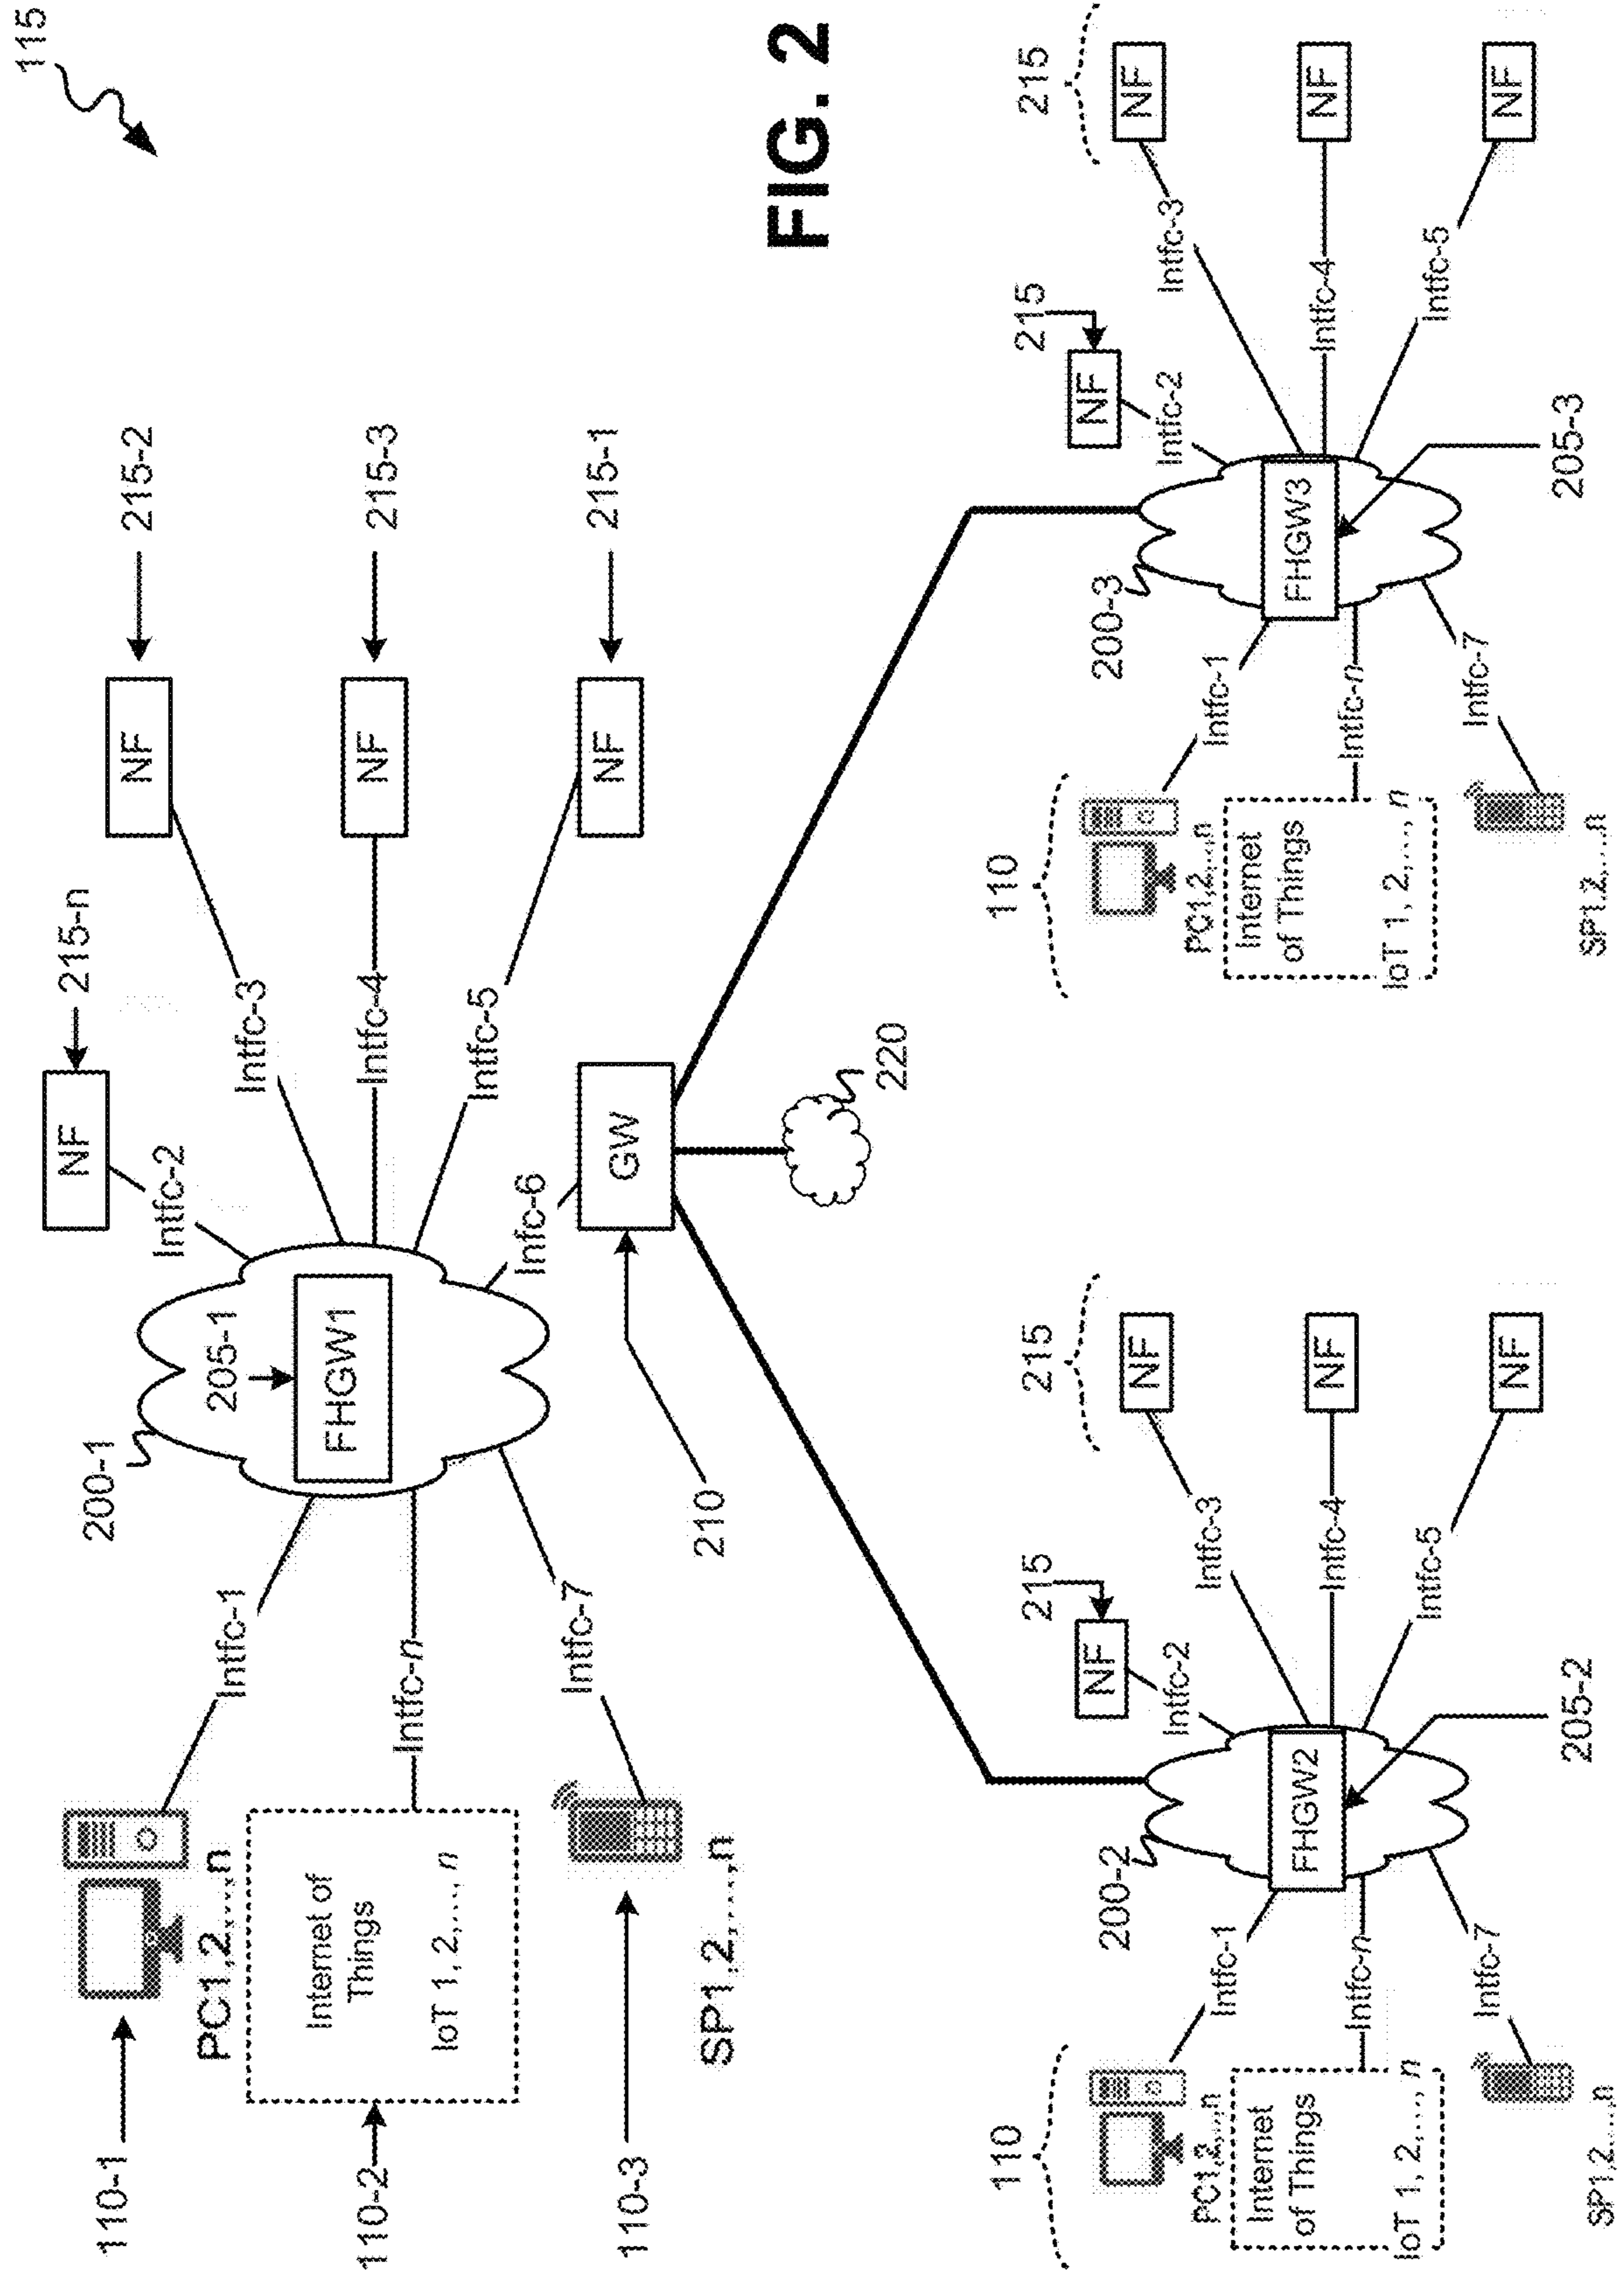 115
FIG. 2
110-1
PC1,2,...,n
110-2
Internet of
Things
IoT 1, 2,..., n
110-3
SP1,2,...,n
Intfc-1
Intfc-n
Intfc-7
200-1
205-1
FHGW1
Intfc-2
NF
215-n
Intfc-3
NF
215-2
Intfc-4
NF
215-3
Intfc-5
NF
215-1
Infc-6
GW
210
220
110
PC1,2,...,n
Internet
of Things
IoT 1, 2,..., n
SP1,2,...,n
Intfc-1
Intfc-n
Intfc-7
200-2
FHGW2
205-2
Intfc-2
NF
215
Intfc-3
Intfc-4
Intfc-5
215
NF
NF
NF
110
PC1,2,...,n
Internet
of Things
IoT 1, 2,..., n
SP1,2,...,n
Intfc-1
Intfc-n
Intfc-7
200-3
FHGW3
205-3
Intfc-2
NF
215
Intfc-3
Intfc-4
Intfc-5
215
NF
NF
NF